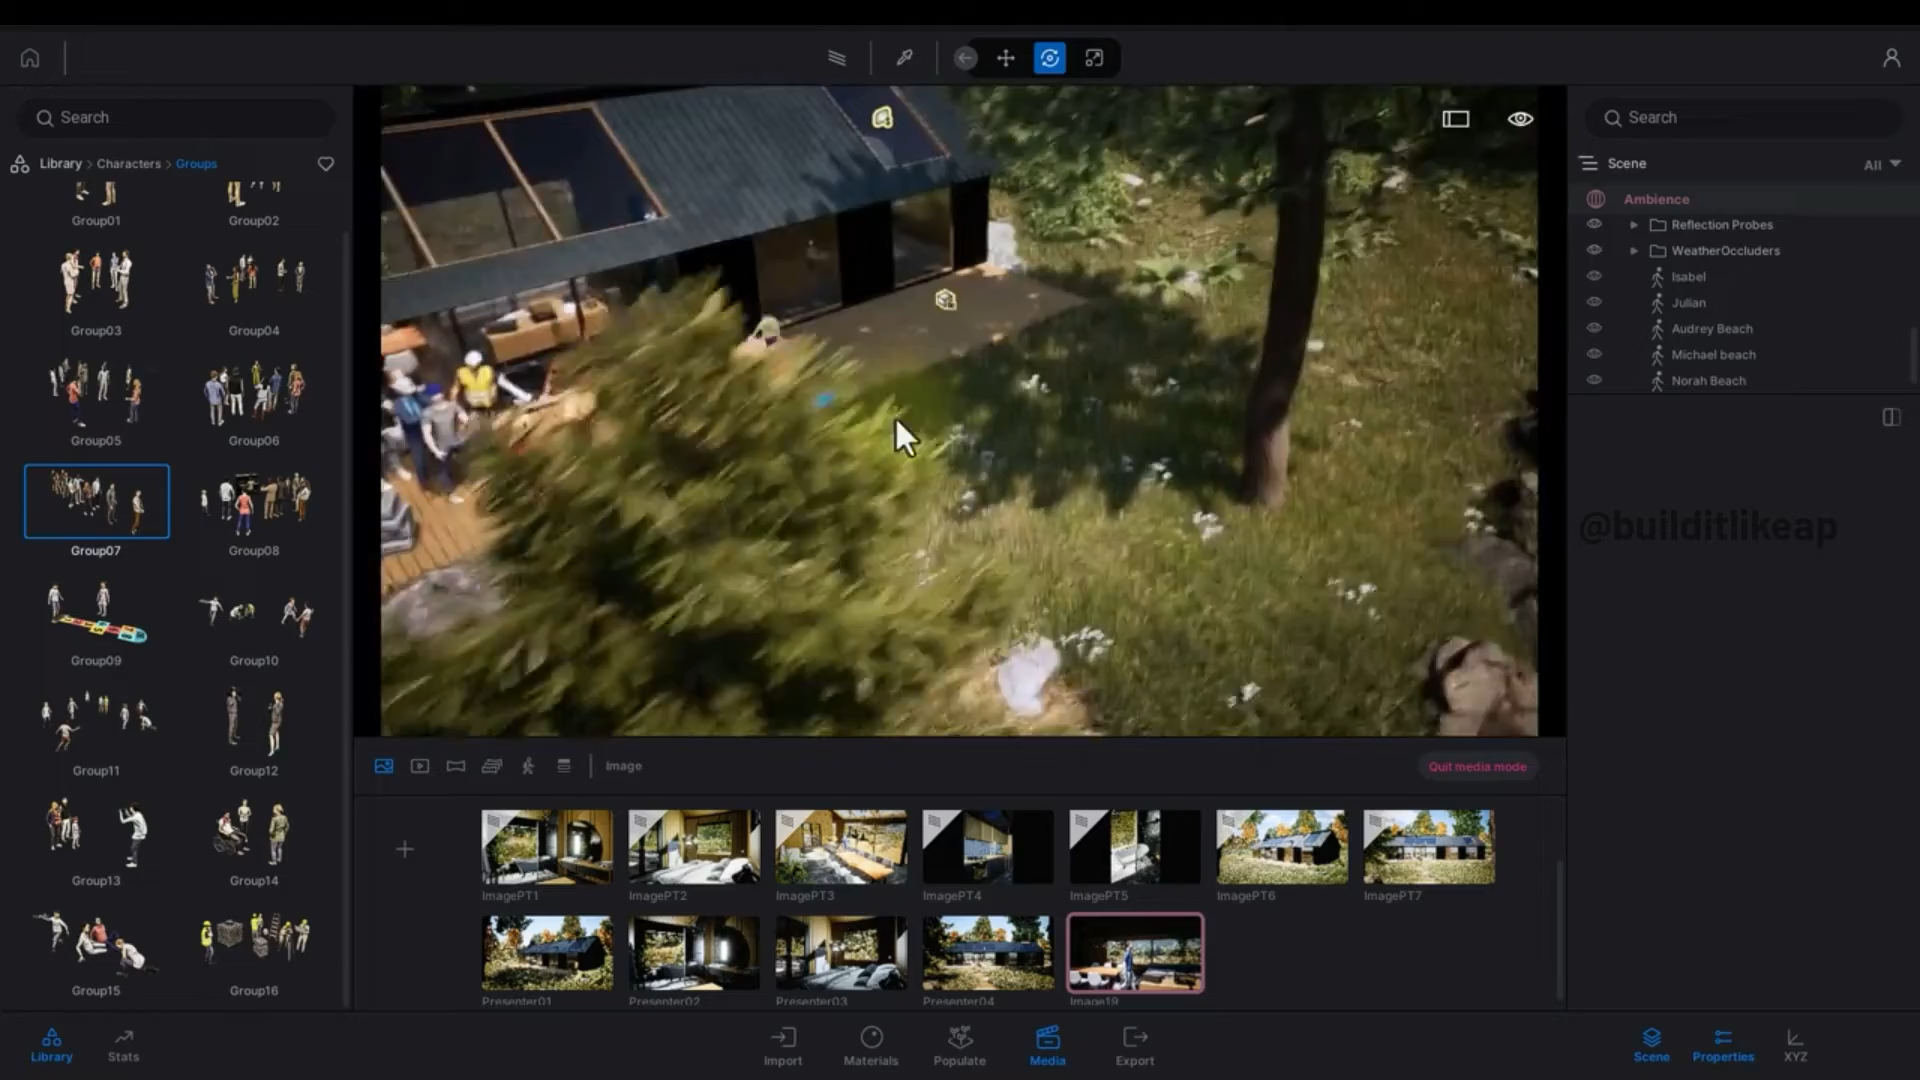 Search
Library > Characters > Groups
Group01
Group02
Group03
Group04
Group05
Group06
Group07
Group08
Group09
Group10
Group11
Group12
Group13
Group14
Group15
Group16
Library
Stats
Image
Quit media mode
ImagePT1
ImagePT2
ImagePT3
ImagePT4
ImagePT5
ImagePT6
ImagePT7
Presenter01
Presenter02
Presenter03
Presenter04
Image19
Import
Materials
Populate
Media
Export
Search
Scene
All
Ambience
Reflection Probes
WeatherOccluders
Isabel
Julian
Audrey Beach
Michael beach
Norah Beach
@builditlikeap
Scene
Properties
XYZ